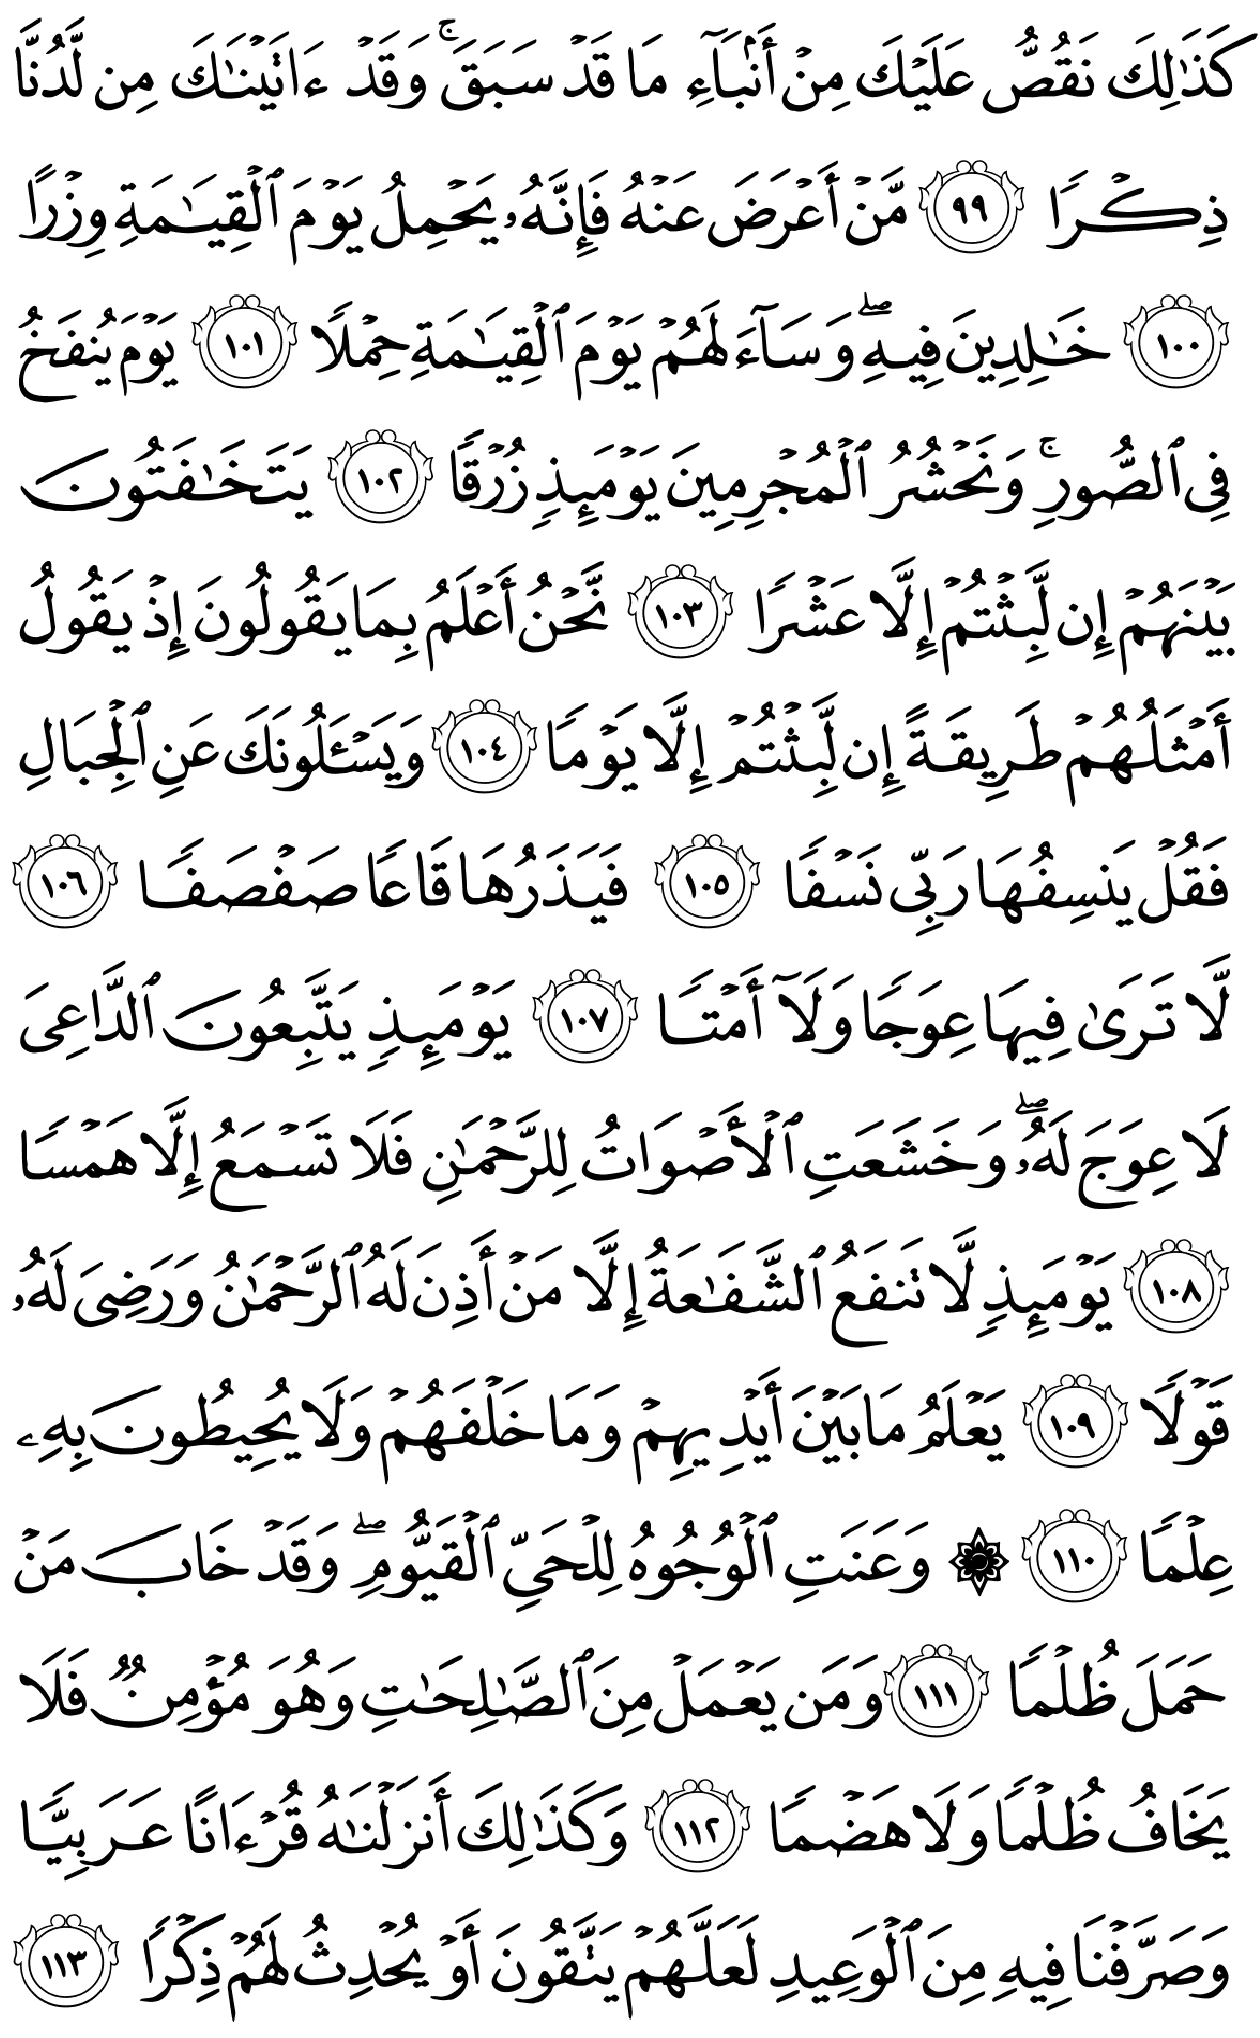 كَذَٰلِكَ نَقُصُّ عَلَيۡكَ مِنۡ أَنۢبَآءِ مَا قَدۡ سَبَقَۚ وَقَدۡ ءَاتَيۡنَٰكَ مِن لَّدُنَّا
ذِكۡرٗا ٩٩ مَّنۡ أَعۡرَضَ عَنۡهُ فَإِنَّهُۥ يَحۡمِلُ يَوۡمَ ٱلۡقِيَٰمَةِ وِزۡرًا
١٠٠ خَٰلِدِينَ فِيهِۖ وَسَآءَ لَهُمۡ يَوۡمَ ٱلۡقِيَٰمَةِ حِمۡلٗا ١٠١ يَوۡمَ يُنفَخُ
فِي ٱلصُّورِۚ وَنَحۡشُرُ ٱلۡمُجۡرِمِينَ يَوۡمَئِذٖ زُرۡقٗا ١٠٢ يَتَخَٰفَتُونَ
بَيۡنَهُمۡ إِن لَّبِثۡتُمۡ إِلَّا عَشۡرٗا ١٠٣ نَّحۡنُ أَعۡلَمُ بِمَا يَقُولُونَ إِذۡ يَقُولُ
أَمۡثَلُهُمۡ طَرِيقَةً إِن لَّبِثۡتُمۡ إِلَّا يَوۡمٗا ١٠٤ وَيَسۡـَٔلُونَكَ عَنِ ٱلۡجِبَالِ
فَقُلۡ يَنسِفُهَا رَبِّي نَسۡفٗا ١٠٥ فَيَذَرُهَا قَاعٗا صَفۡصَفٗا ١٠٦
لَّا تَرَىٰ فِيهَا عِوَجٗا وَلَآ أَمۡتٗا ١٠٧ يَوۡمَئِذٖ يَتَّبِعُونَ ٱلدَّاعِيَ
لَا عِوَجَ لَهُۥۖ وَخَشَعَتِ ٱلۡأَصۡوَاتُ لِلرَّحۡمَٰنِ فَلَا تَسۡمَعُ إِلَّا هَمۡسٗا
١٠٨ يَوۡمَئِذٖ لَّا تَنفَعُ ٱلشَّفَٰعَةُ إِلَّا مَنۡ أَذِنَ لَهُ ٱلرَّحۡمَٰنُ وَرَضِيَ لَهُۥ
قَوۡلٗا ١٠٩ يَعۡلَمُ مَا بَيۡنَ أَيۡدِيهِمۡ وَمَا خَلۡفَهُمۡ وَلَا يُحِيطُونَ بِهِۦ
عِلۡمٗا ١١٠ ۞ وَعَنَتِ ٱلۡوُجُوهُ لِلۡحَيِّ ٱلۡقَيُّومِۖ وَقَدۡ خَابَ مَنۡ
حَمَلَ ظُلۡمٗا ١١١ وَمَن يَعۡمَلۡ مِنَ ٱلصَّٰلِحَٰتِ وَهُوَ مُؤۡمِنٞ فَلَا
يَخَافُ ظُلۡمٗا وَلَا هَضۡمٗا ١١٢ وَكَذَٰلِكَ أَنزَلۡنَٰهُ قُرۡءَانًا عَرَبِيّٗا
وَصَرَّفۡنَا فِيهِ مِنَ ٱلۡوَعِيدِ لَعَلَّهُمۡ يَتَّقُونَ أَوۡ يُحۡدِثُ لَهُمۡ ذِكۡرٗا ١١٣